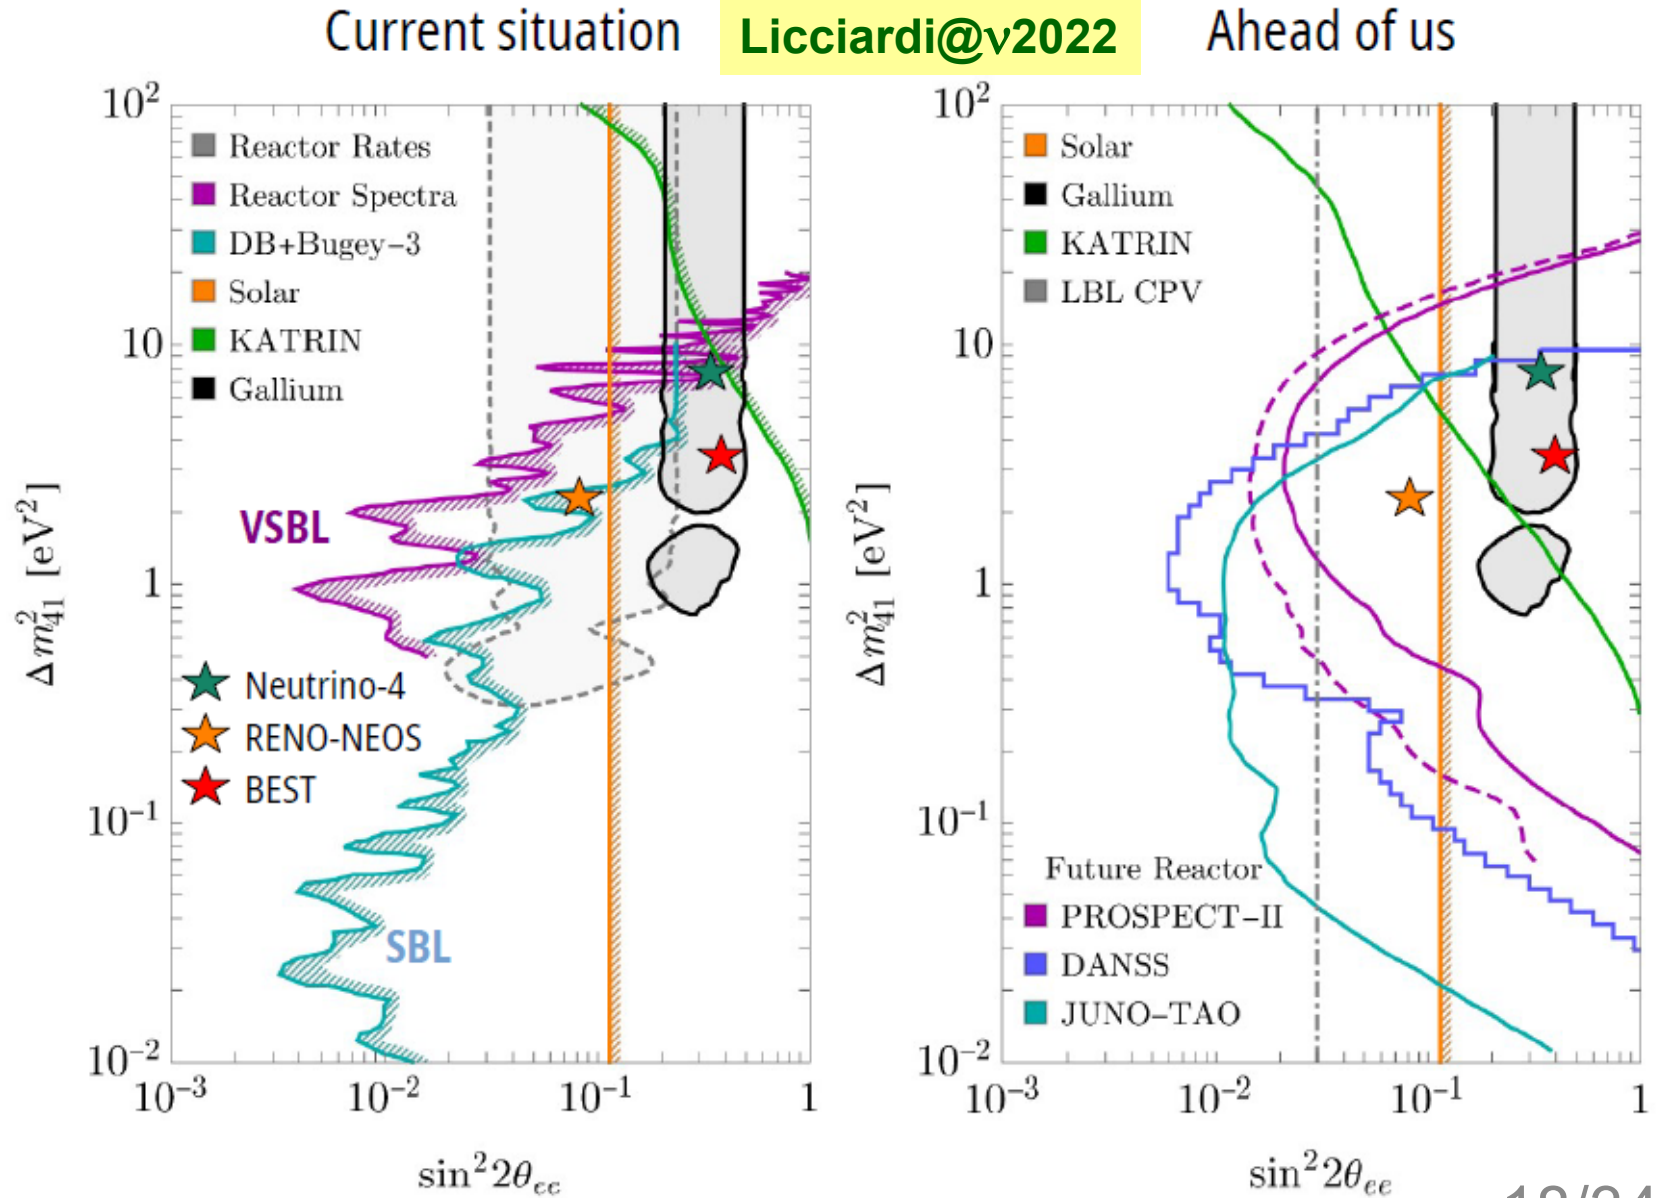 Current situation
Licciardi@ν2022
Ahead of us
10²
10
1
10⁻¹
10⁻²
Δm²₄₁ [eV²]
Reactor Rates
Reactor Spectra
DB+Bugey−3
Solar
KATRIN
Gallium
VSBL
Neutrino-4
RENO-NEOS
BEST
SBL
10⁻³ 10⁻² 10⁻¹ 1
sin²2θₑₑ
10²
10
1
10⁻¹
10⁻²
Δm²₄₁ [eV²]
Solar
Gallium
KATRIN
LBL CPV
Future Reactor
PROSPECT−II
DANSS
JUNO−TAO
10⁻³ 10⁻² 10⁻¹ 1
sin²2θₑₑ